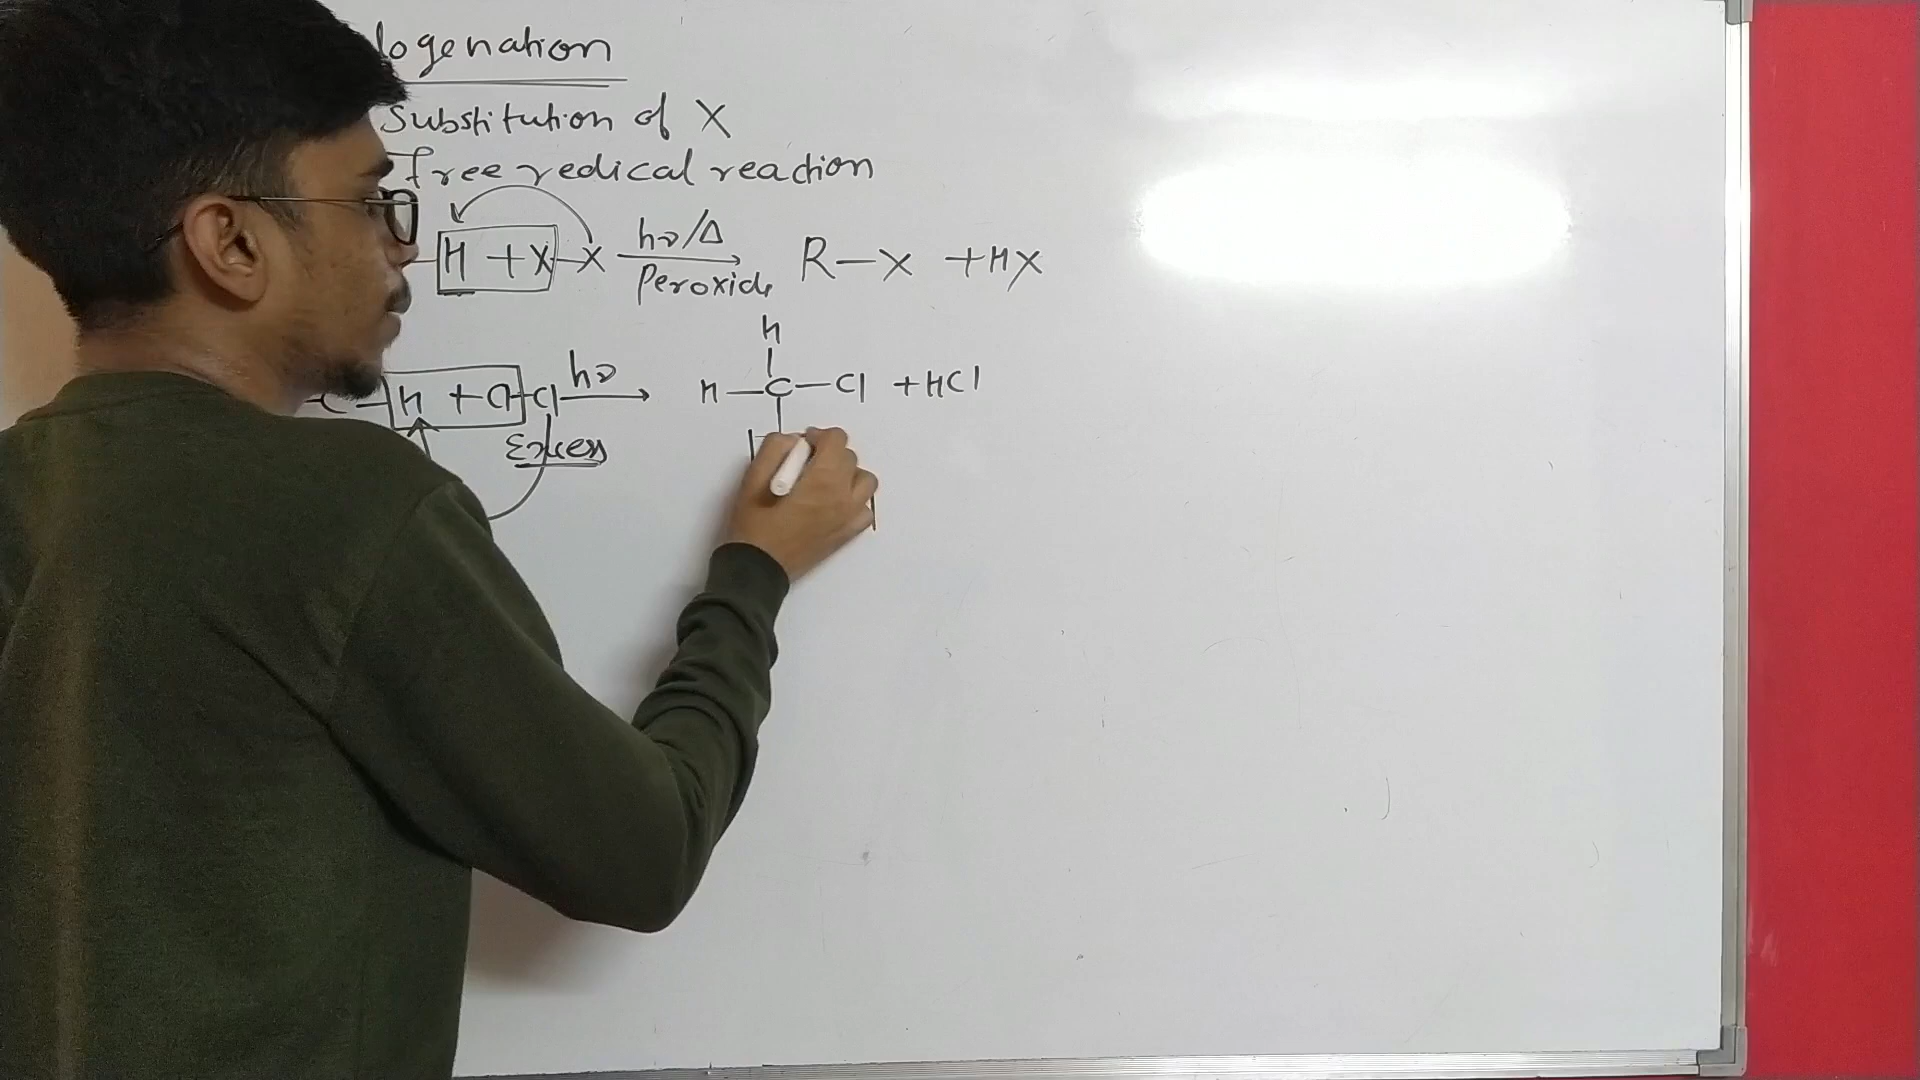 logenation
Substitution of X
free redical reaction
H + X - X hν/Δ Peroxide R - X + HX
H
C - H + Cl - Cl hν H - C - Cl + HCl
Excess